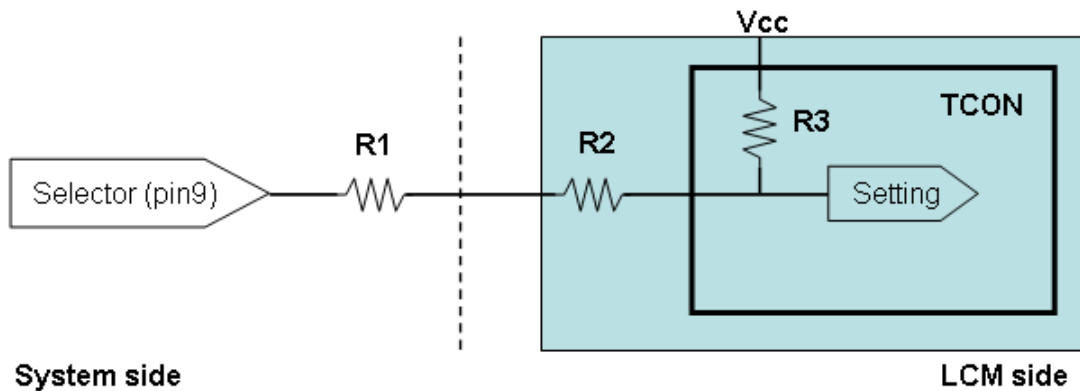 Vcc
TCON
R3
R1
R2
Selector (pin9)
Setting
System side
LCM side